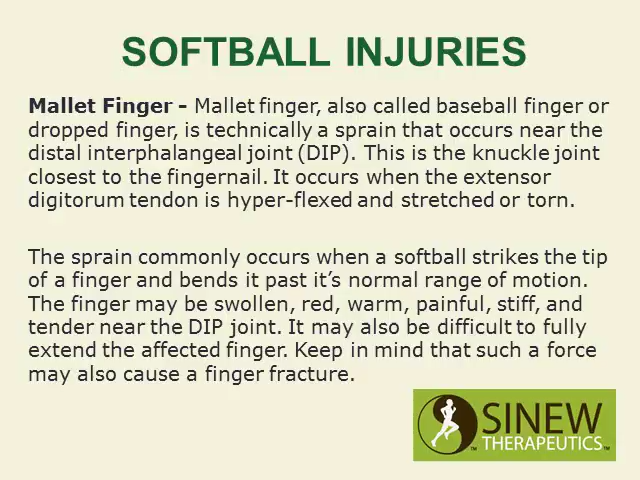 SOFTBALL INJURIES
Mallet Finger - Mallet finger, also called baseball finger or
dropped finger, is technically a sprain that occurs near the
distal interphalangeal joint (DIP). This is the knuckle joint
closest to the fingernail. It occurs when the extensor
digitorum tendon is hyper-flexed and stretched or torn.
The sprain commonly occurs when a softball strikes the tip
of a finger and bends it past it’s normal range of motion.
The finger may be swollen, red, warm, painful, stiff, and
tender near the DIP joint. It may also be difficult to fully
extend the affected finger. Keep in mind that such a force
may also cause a finger fracture.
SINEW
™ THERAPEUTICS™